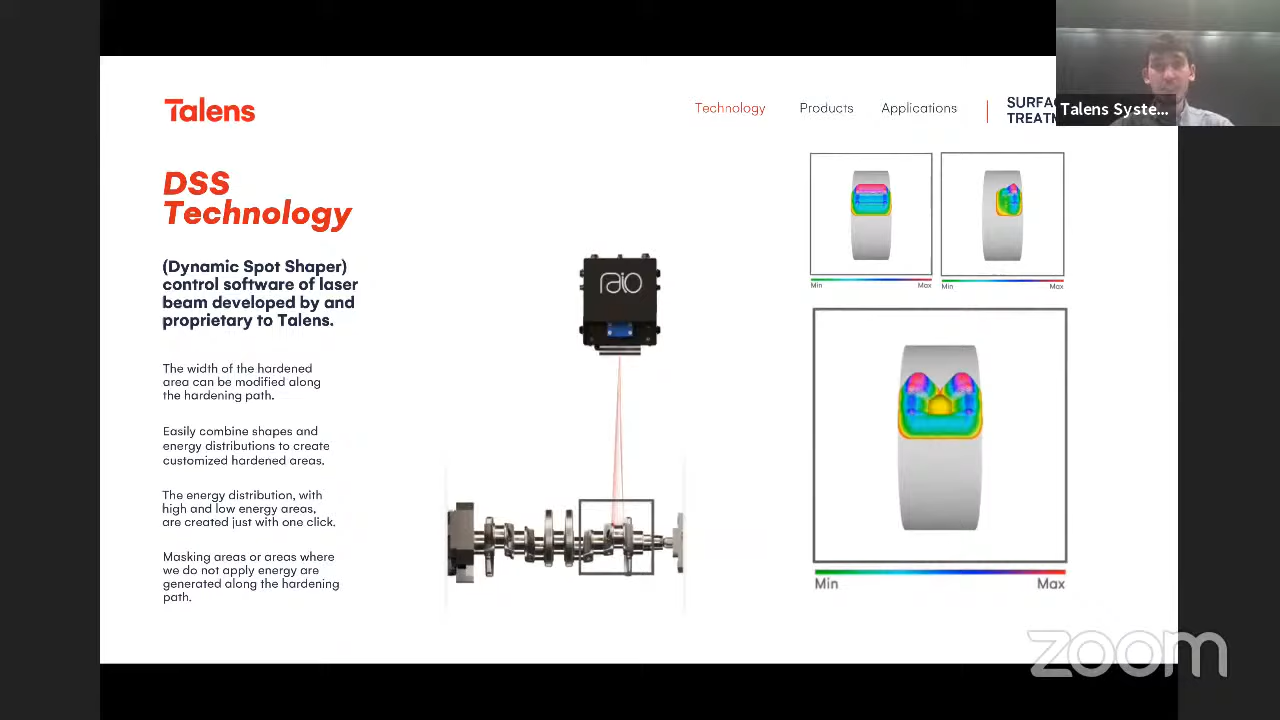 Talens
Technology
Products
Applications
Talens Syste...
DSS
Technology
(Dynamic Spot Shaper)
control software of laser
beam developed by and
proprietary to Talens.
The width of the hardened
area can be modified along
the hardening path.
Easily combine shapes and
energy distributions to create
customized hardened areas.
The energy distribution, with
high and low energy areas,
are created just with one click.
Masking areas or areas where
we do not apply energy are
generated along the hardening
path.
raio
Min Max
Min Max
Min Max
zoom